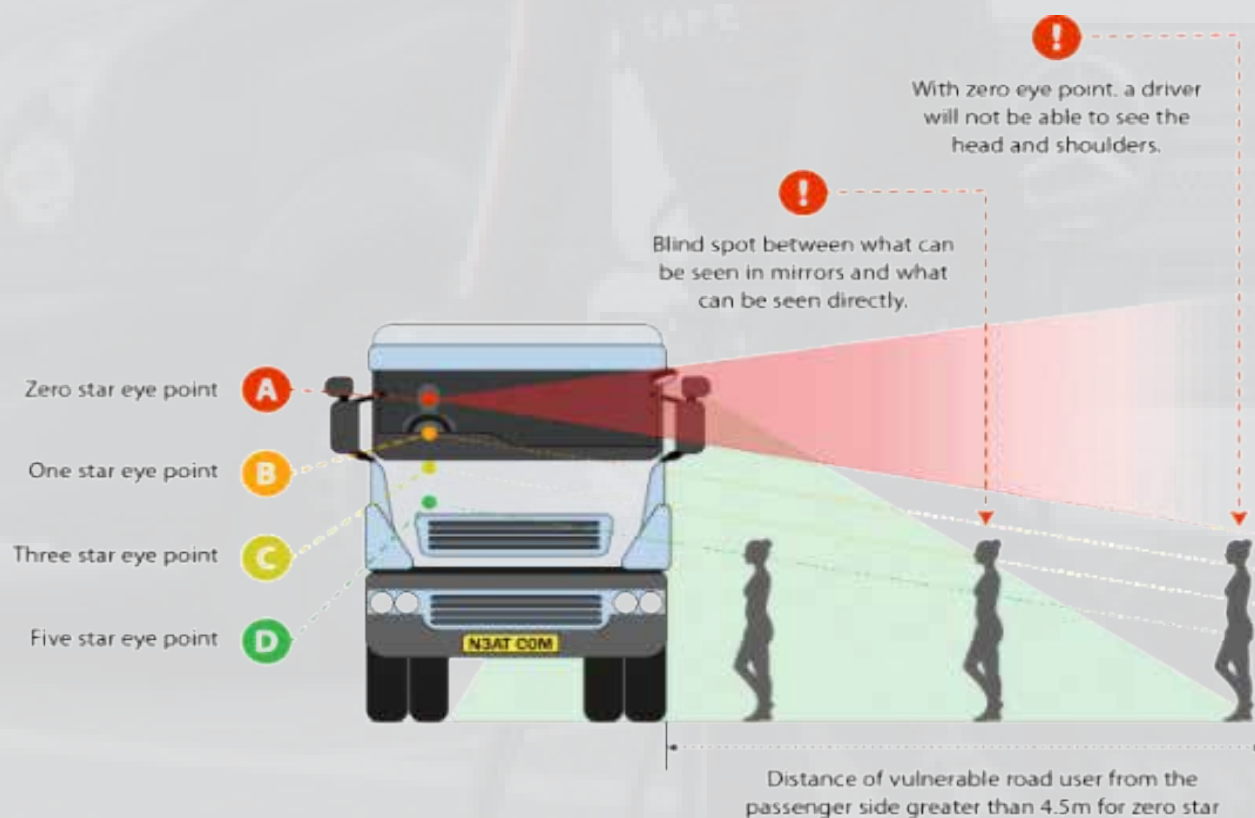 With zero eye point. a driver
will not be able to see the
head and shoulders.
Blind spot between what can
be seen in mirrors and what
can be seen directly.
Zero star eye point
A
One star eye point
B
Three star eye point
C
Five star eye point
D
N3AT COM
Distance of vulnerable road user from the
passenger side greater than 4.5m for zero star